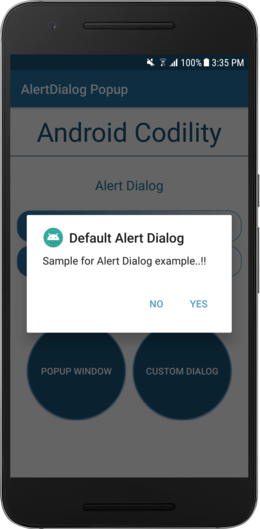 100% 3:35 PM
AlertDialog Popup
Android Codility
Alert Dialog
Default Alert Dialog
Sample for Alert Dialog example..!!
NO YES
POPUP WINDOW CUSTOM DIALOG